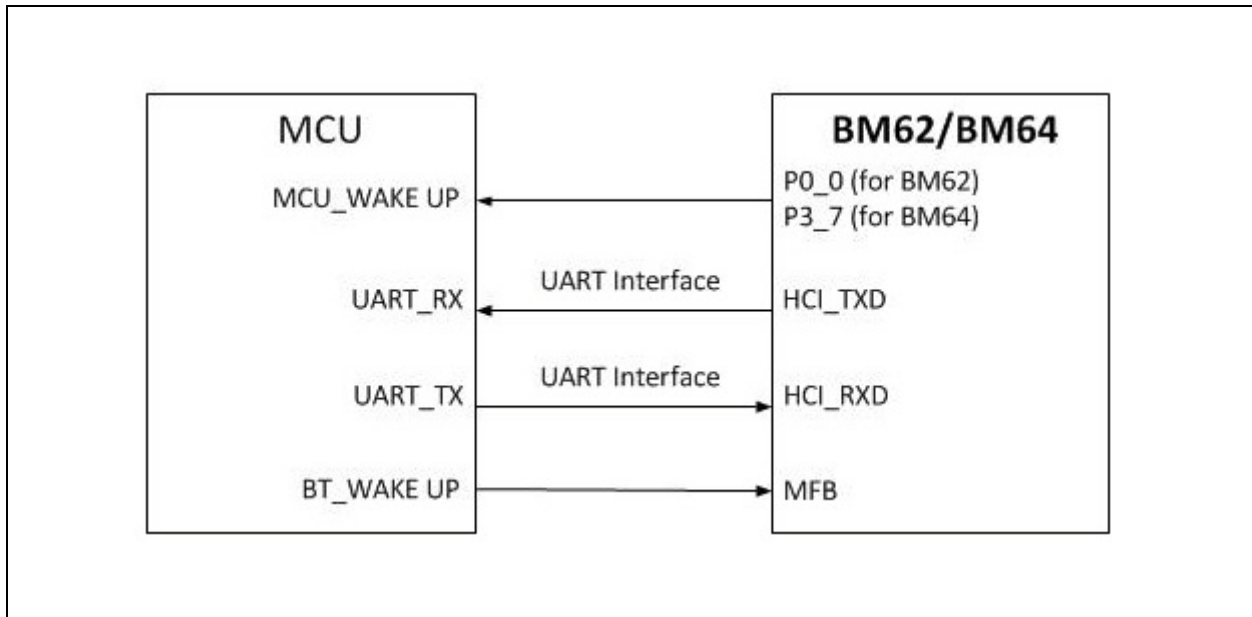 MCU
BM62/BM64
MCU_WAKE UP
P0_0 (for BM62)
P3_7 (for BM64)
UART_RX
UART Interface
HCI_TXD
UART_TX
UART Interface
HCI_RXD
BT_WAKE UP
MFB